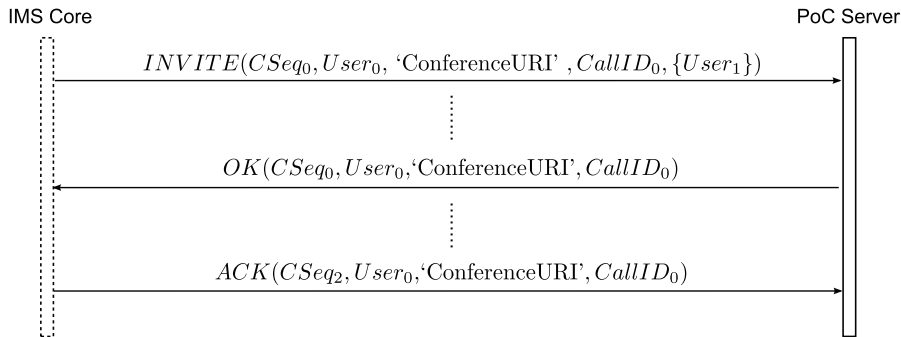 IMS Core PoC Server
INVITE(CSeq₀, User₀, ‘ConferenceURI’ , CallID₀, {User₁})
OK(CSeq₀, User₀,‘ConferenceURI’, CallID₀)
ACK(CSeq₂, User₀,‘ConferenceURI’, CallID₀)